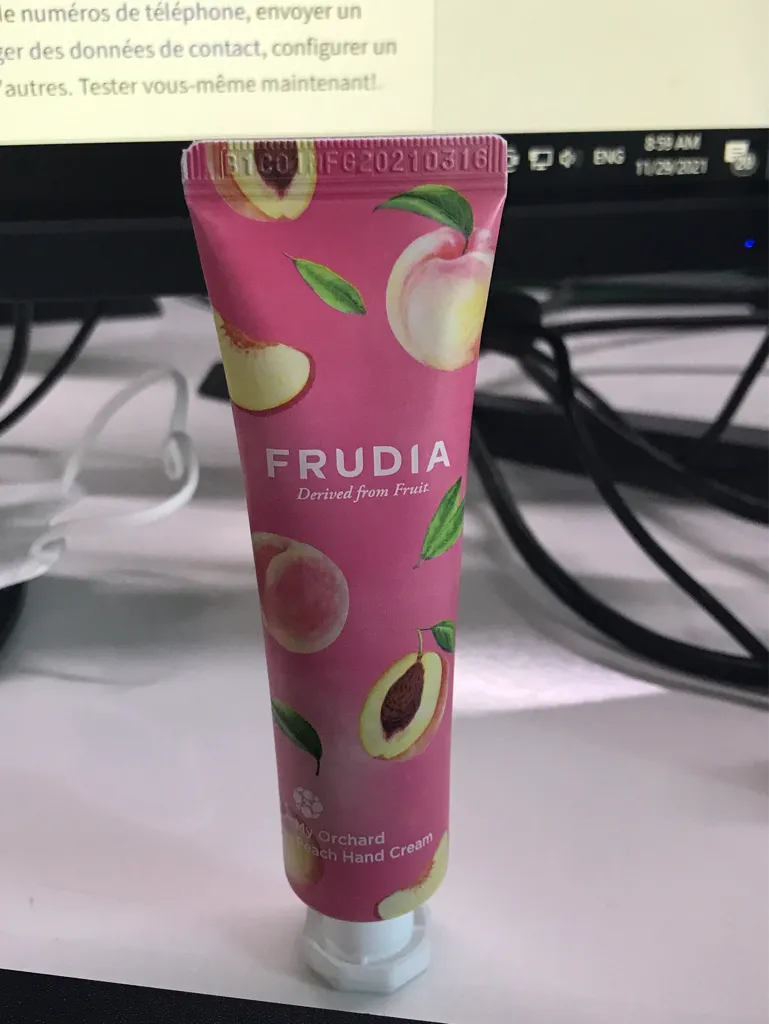 le numéros de téléphone, envoyer un
ger des données de contact, configurer un
'autres. Tester vous-même maintenant!
ENG
8:59 AM
11/29/2021
MFG20210316
FRUDIA
Derived from Fruit.
My Orchard
Peach Hand Cream